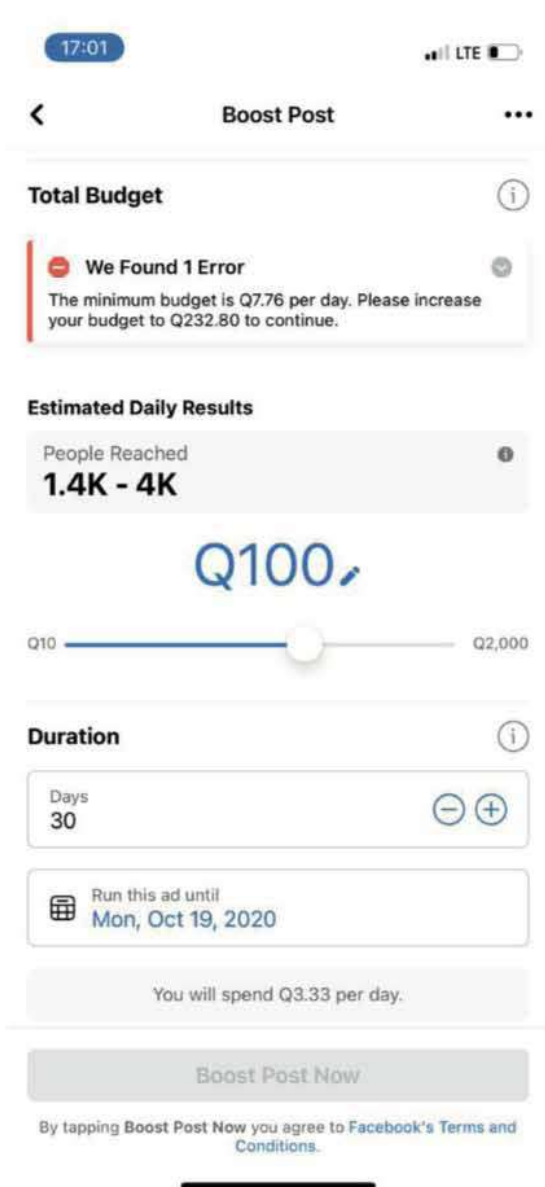 17:01
LTE
Boost Post
Total Budget
We Found 1 Error
The minimum budget is Q7.76 per day. Please increase
your budget to Q232.80 to continue.
Estimated Daily Results
People Reached
1.4K - 4K
Q100
Q10
Q2,000
Duration
Days
30
Run this ad until
Mon, Oct 19, 2020
You will spend Q3.33 per day.
Boost Post Now
By tapping Boost Post Now you agree to Facebook's Terms and
Conditions.